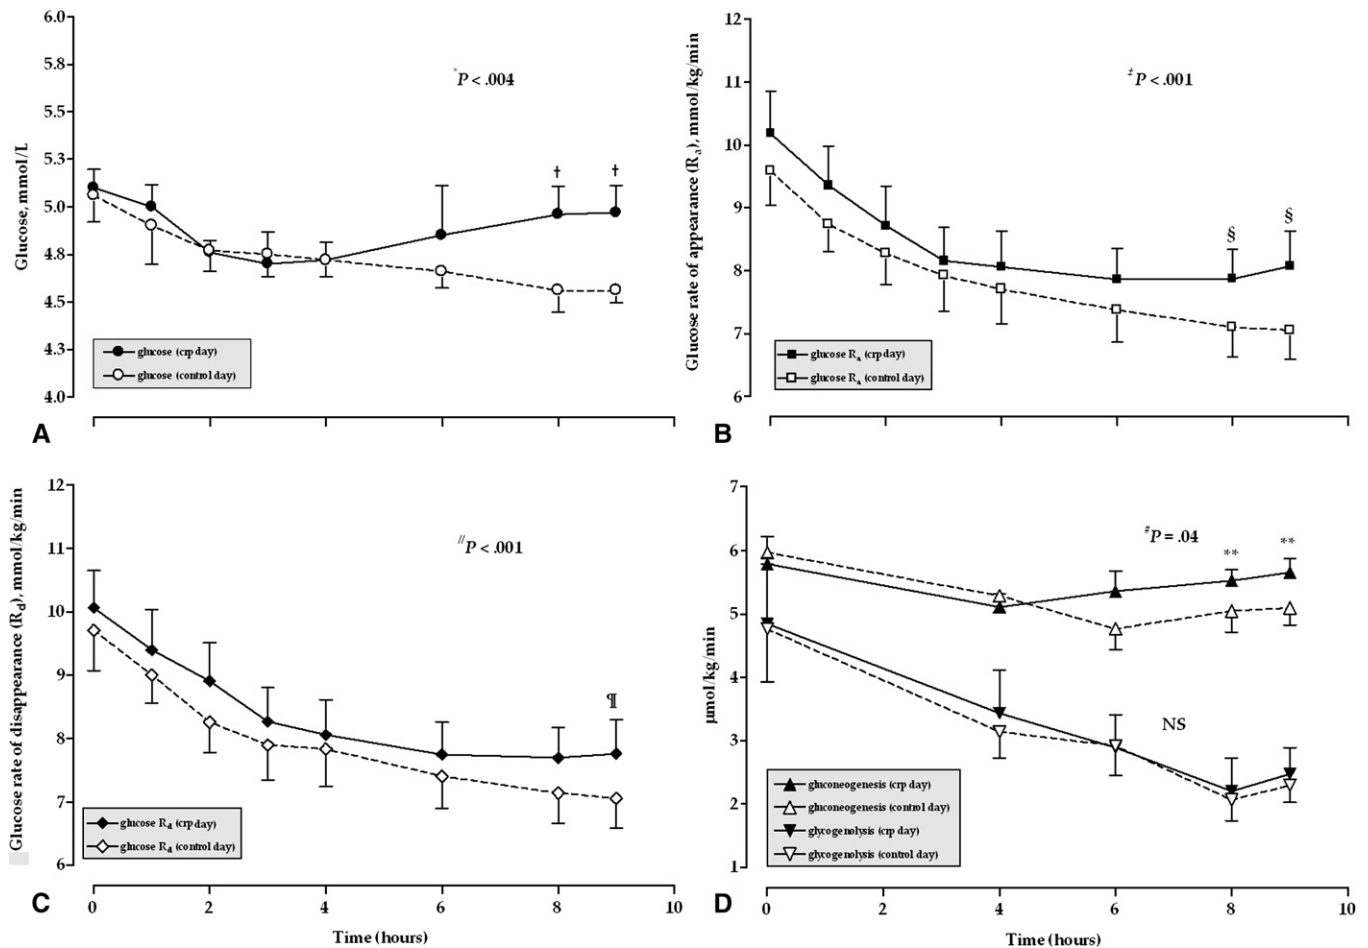 6.0
5.8
5.5
5.3
5.0
4.8
4.5
4.3
4.0
Glucose, mmol/L
*P < .004
†
†
glucose (crp day)
glucose (control day)
A
12
11
10
9
8
7
6
Glucose rate of appearance (Ra), mmol/kg/min
‡P < .001
§
§
glucose Ra (crp day)
glucose Ra (control day)
B
12
11
10
9
8
7
6
Glucose rate of disappearance (Rd), mmol/kg/min
//P < .001
¶
glucose Rd (crp day)
glucose Rd (control day)
C
0
2
4
6
8
10
Time (hours)
7
6
5
4
3
2
1
μmol/kg/min
#P = .04
**
**
NS
gluconeogenesis (crp day)
gluconeogenesis (control day)
glycogenolysis (crp day)
glycogenolysis (control day)
D
0
2
4
6
8
10
Time (hours)